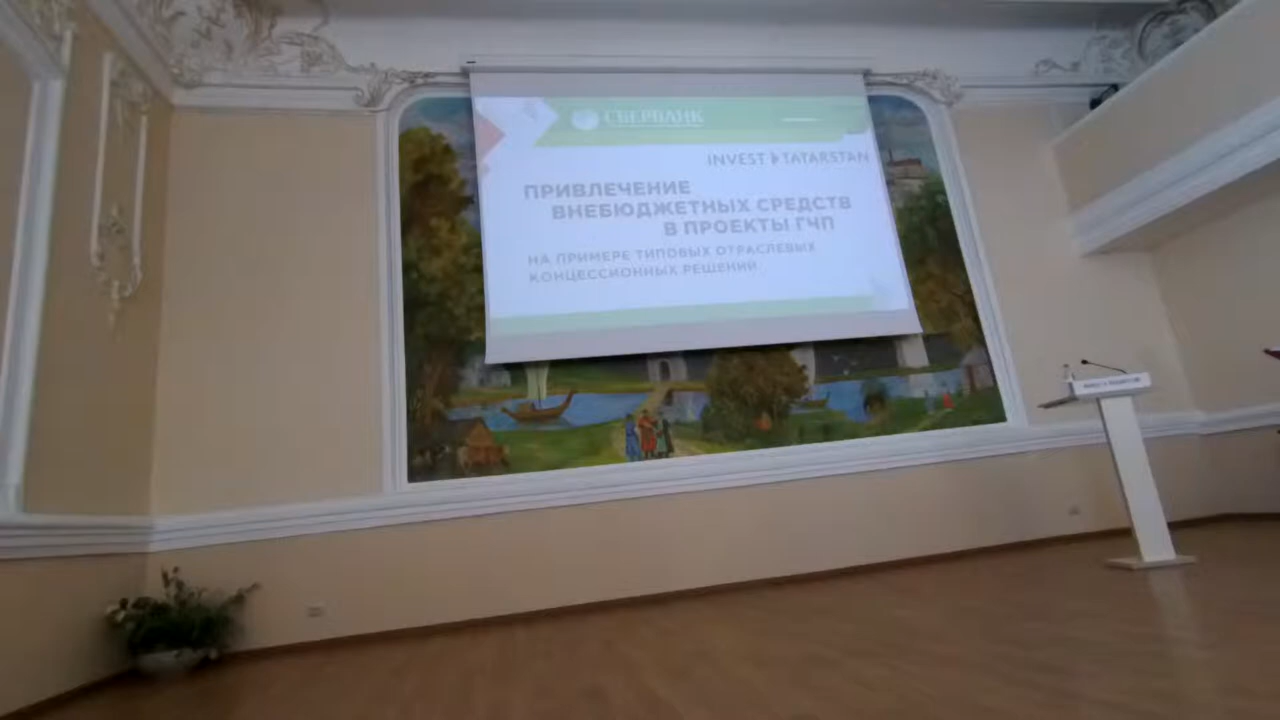 СБЕРБАНК
INVEST TATARSTAN
ПРИВЛЕЧЕНИЕ
ВНЕБЮДЖЕТНЫХ СРЕДСТВ
В ПРОЕКТЫ ГЧП
НА ПРИМЕРЕ ТИПОВЫХ ОТРАСЛЕВЫХ
КОНЦЕССИОННЫХ РЕШЕНИЙ